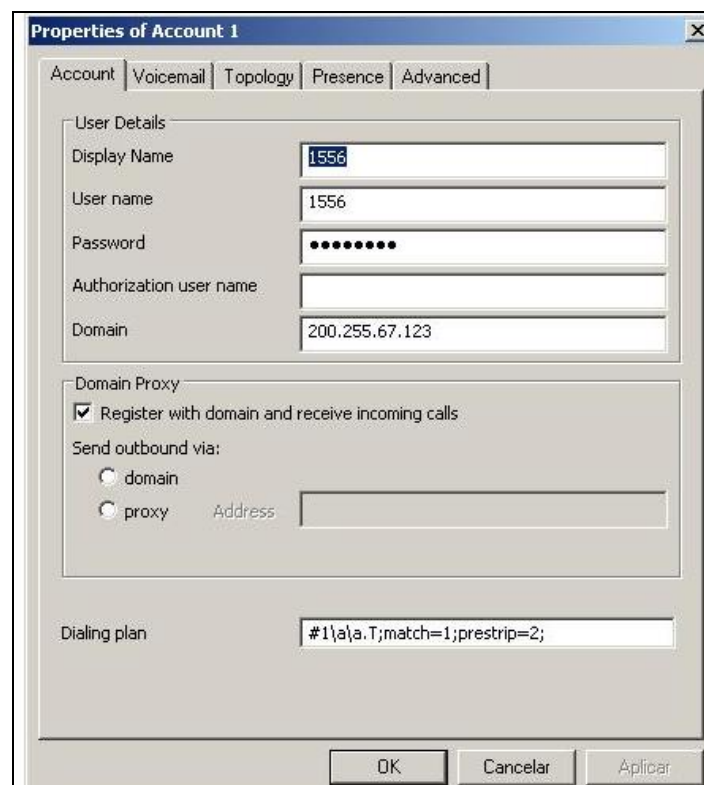 Properties of Account 1
Account Voicemail Topology Presence Advanced
User Details
Display Name 1556
User name 1556
Password ••••••••
Authorization user name
Domain 200.255.67.123
Domain Proxy
Register with domain and receive incoming calls
Send outbound via:
domain
proxy Address
Dialing plan #1\a\a.T;match=1;prestrip=2;
OK Cancelar Aplicar